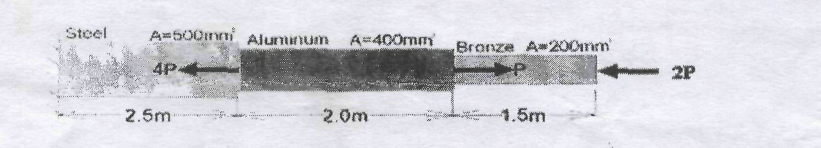 Steel A=500mm² Aluminum A=400mm² Bronze A=200mm²
4P P 2P
2.5m 2.0m 1.5m